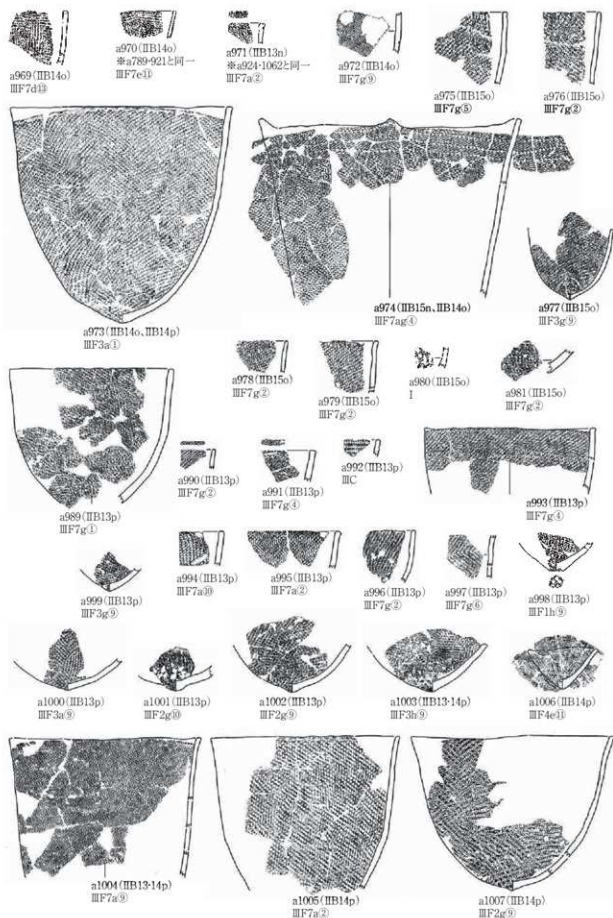 a969(ⅡB14o)
ⅢF7d⑬
a970(ⅡB14o)
※a789・921と同一
ⅢF7e⑪
a971(ⅡB13n)
※a924・1062と同一
ⅢF7a②
a972(ⅡB14o)
ⅢF7g⑨
a975(ⅡB15o)
ⅢF7g⑤
a976(ⅡB15o)
ⅢF7g②
a973(ⅡB14o、ⅡB14p)
ⅢF3a①
a974(ⅡB15n、ⅡB14o)
ⅢF7ag④
a977(ⅡB15o)
ⅢF3g⑨
a978(ⅡB15o)
ⅢF7g②
a979(ⅡB15o)
ⅢF7g②
a980(ⅡB15o)
Ⅰ
a981(ⅡB15o)
ⅢF7g②
a989(ⅡB13p)
ⅢF7g①
a990(ⅡB13p)
ⅢF7g②
a991(ⅡB13p)
ⅢF7g④
a992(ⅡB13p)
ⅢC
a993(ⅡB13p)
ⅢF7g④
a999(ⅡB13p)
ⅢF3g⑨
a994(ⅡB13p)
ⅢF7a⑩
a995(ⅡB13p)
ⅢF7a②
a996(ⅡB13p)
ⅢF7g②
a997(ⅡB13p)
ⅢF7g⑥
a998(ⅡB13p)
ⅢF1h⑨
a1000(ⅡB13p)
ⅢF3a⑨
a1001(ⅡB13p)
ⅢF2g⑩
a1002(ⅡB13p)
ⅢF2g⑨
a1003(ⅡB13・14p)
ⅢF3h⑨
a1006(ⅡB14p)
ⅢF4e⑪
a1004(ⅡB13・14p)
ⅢF7a⑨
a1005(ⅡB14p)
ⅢF7a②
a1007(ⅡB14p)
ⅢF2g⑨